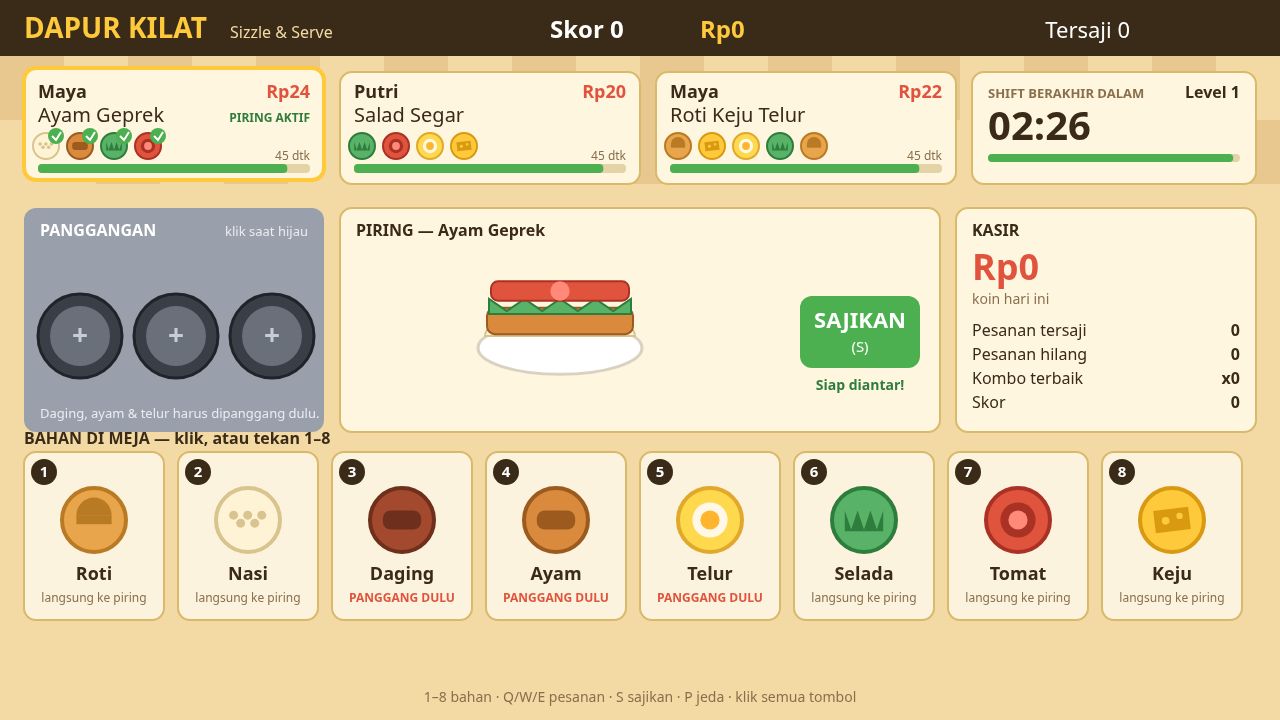 DAPUR KILAT Sizzle & Serve Skor 0 Rp0 Tersaji 0
Maya Rp24
Ayam Geprek PIRING AKTIF
45 dtk
Putri Rp20
Salad Segar
45 dtk
Maya Rp22
Roti Keju Telur
45 dtk
SHIFT BERAKHIR DALAM Level 1
02:26
PANGGANGAN klik saat hijau
+ + +
Daging, ayam & telur harus dipanggang dulu.
PIRING — Ayam Geprek
SAJIKAN
(S)
Siap diantar!
KASIR
Rp0
koin hari ini
Pesanan tersaji 0
Pesanan hilang 0
Kombo terbaik x0
Skor 0
BAHAN DI MEJA — klik, atau tekan 1–8
1
Roti
langsung ke piring
2
Nasi
langsung ke piring
3
Daging
PANGGANG DULU
4
Ayam
PANGGANG DULU
5
Telur
PANGGANG DULU
6
Selada
langsung ke piring
7
Tomat
langsung ke piring
8
Keju
langsung ke piring
1–8 bahan · Q/W/E pesanan · S sajikan · P jeda · klik semua tombol